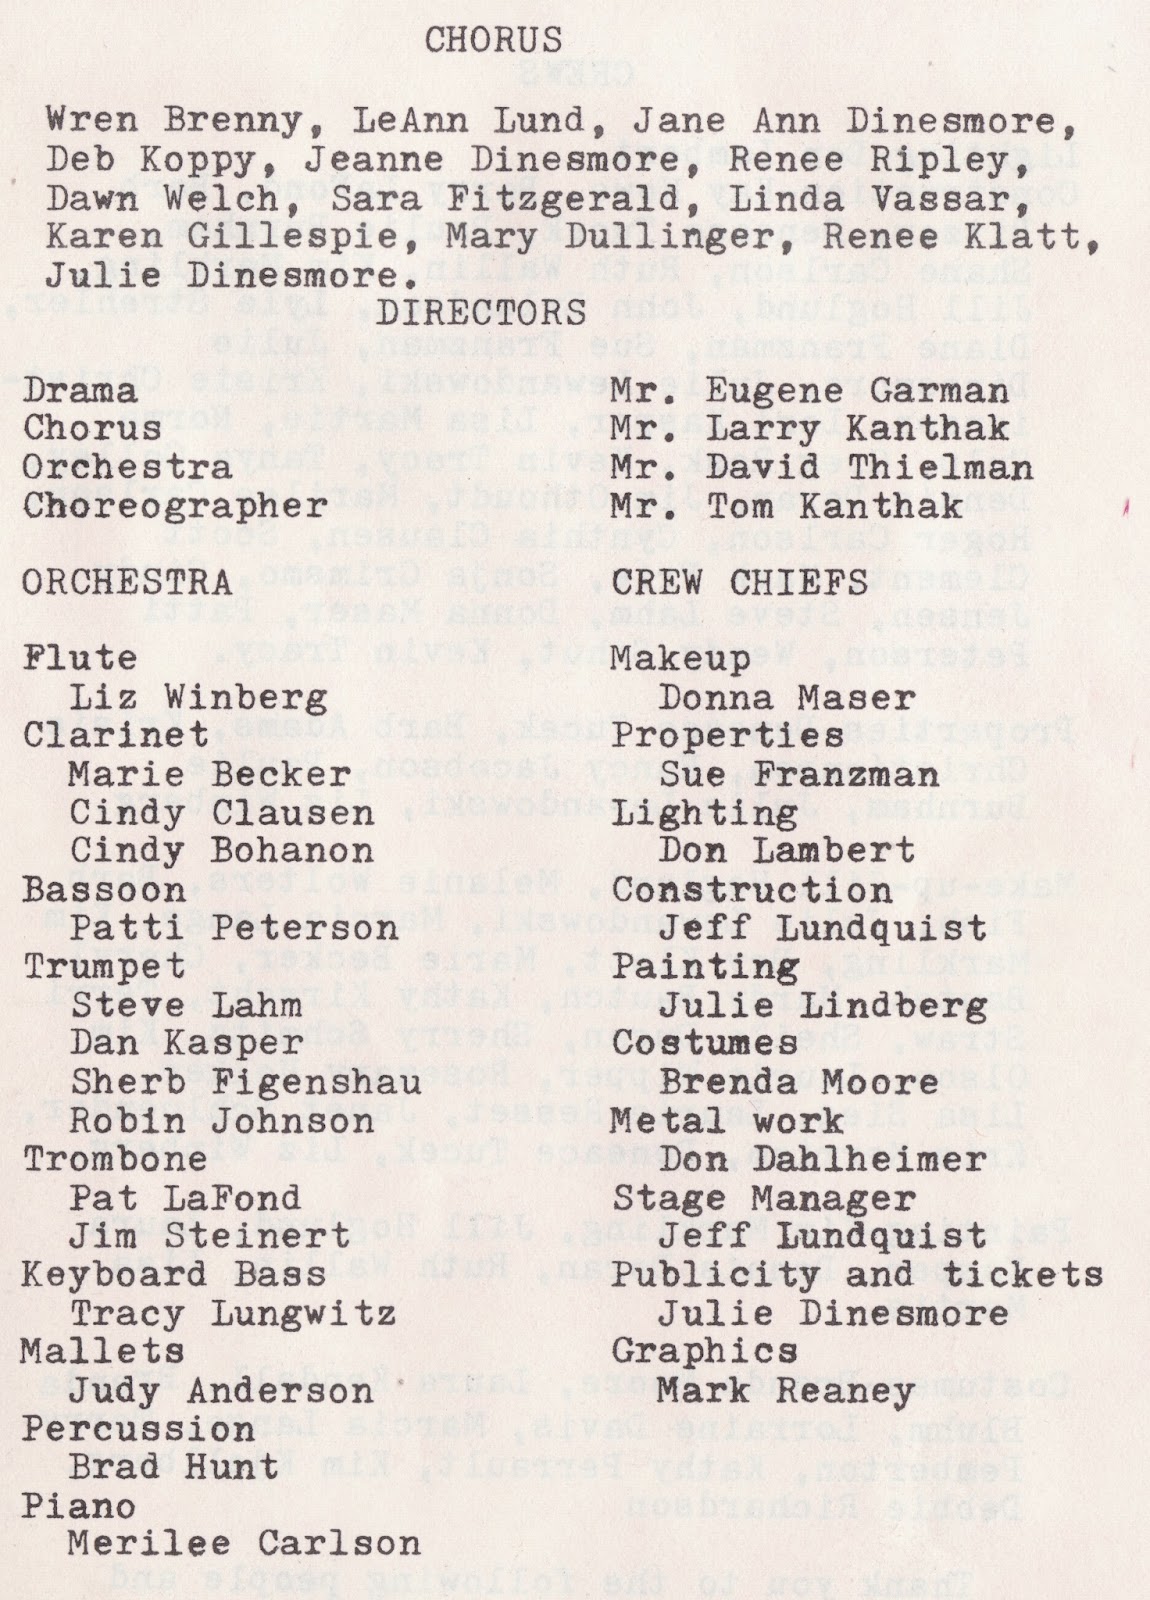 CHORUS
Wren Brenny, LeAnn Lund, Jane Ann Dinesmore,
Deb Koppy, Jeanne Dinesmore, Renee Ripley,
Dawn Welch, Sara Fitzgerald, Linda Vassar,
Karen Gillespie, Mary Dullinger, Renee Klatt,
Julie Dinesmore.
DIRECTORS
Drama Mr. Eugene Garman
Chorus Mr. Larry Kanthak
Orchestra Mr. David Thielman
Choreographer Mr. Tom Kanthak
ORCHESTRA
Flute
Liz Winberg
Clarinet
Marie Becker
Cindy Clausen
Cindy Bohanon
Bassoon
Patti Peterson
Trumpet
Steve Lahm
Dan Kasper
Sherb Figenshau
Robin Johnson
Trombone
Pat LaFond
Jim Steinert
Keyboard Bass
Tracy Lungwitz
Mallets
Judy Anderson
Percussion
Brad Hunt
Piano
Merilee Carlson
CREW CHIEFS
Makeup
Donna Maser
Properties
Sue Franzman
Lighting
Don Lambert
Construction
Jeff Lundquist
Painting
Julie Lindberg
Costumes
Brenda Moore
Metal work
Don Dahlheimer
Stage Manager
Jeff Lundquist
Publicity and tickets
Julie Dinesmore
Graphics
Mark Reaney